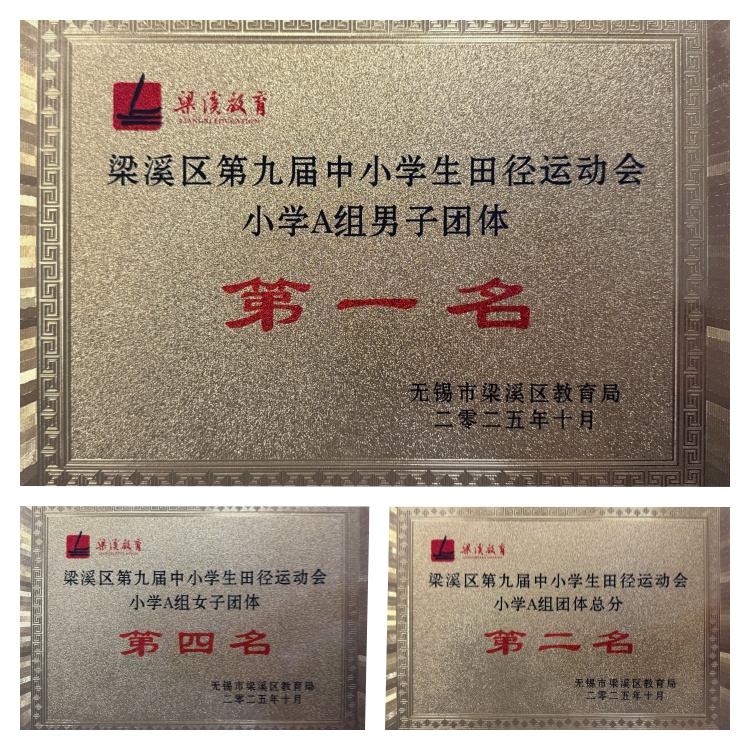 梁溪教育
LIANGXI EDUCATION
梁溪区第九届中小学生田径运动会
小学A组男子团体
第一名
无锡市梁溪区教育局
二零二五年十月
梁溪教育
梁溪区第九届中小学生田径运动会
小学A组女子团体
第四名
无锡市梁溪区教育局
二零二五年十月
梁溪教育
梁溪区第九届中小学生田径运动会
小学A组团体总分
第二名
无锡市梁溪区教育局
二零二五年十月